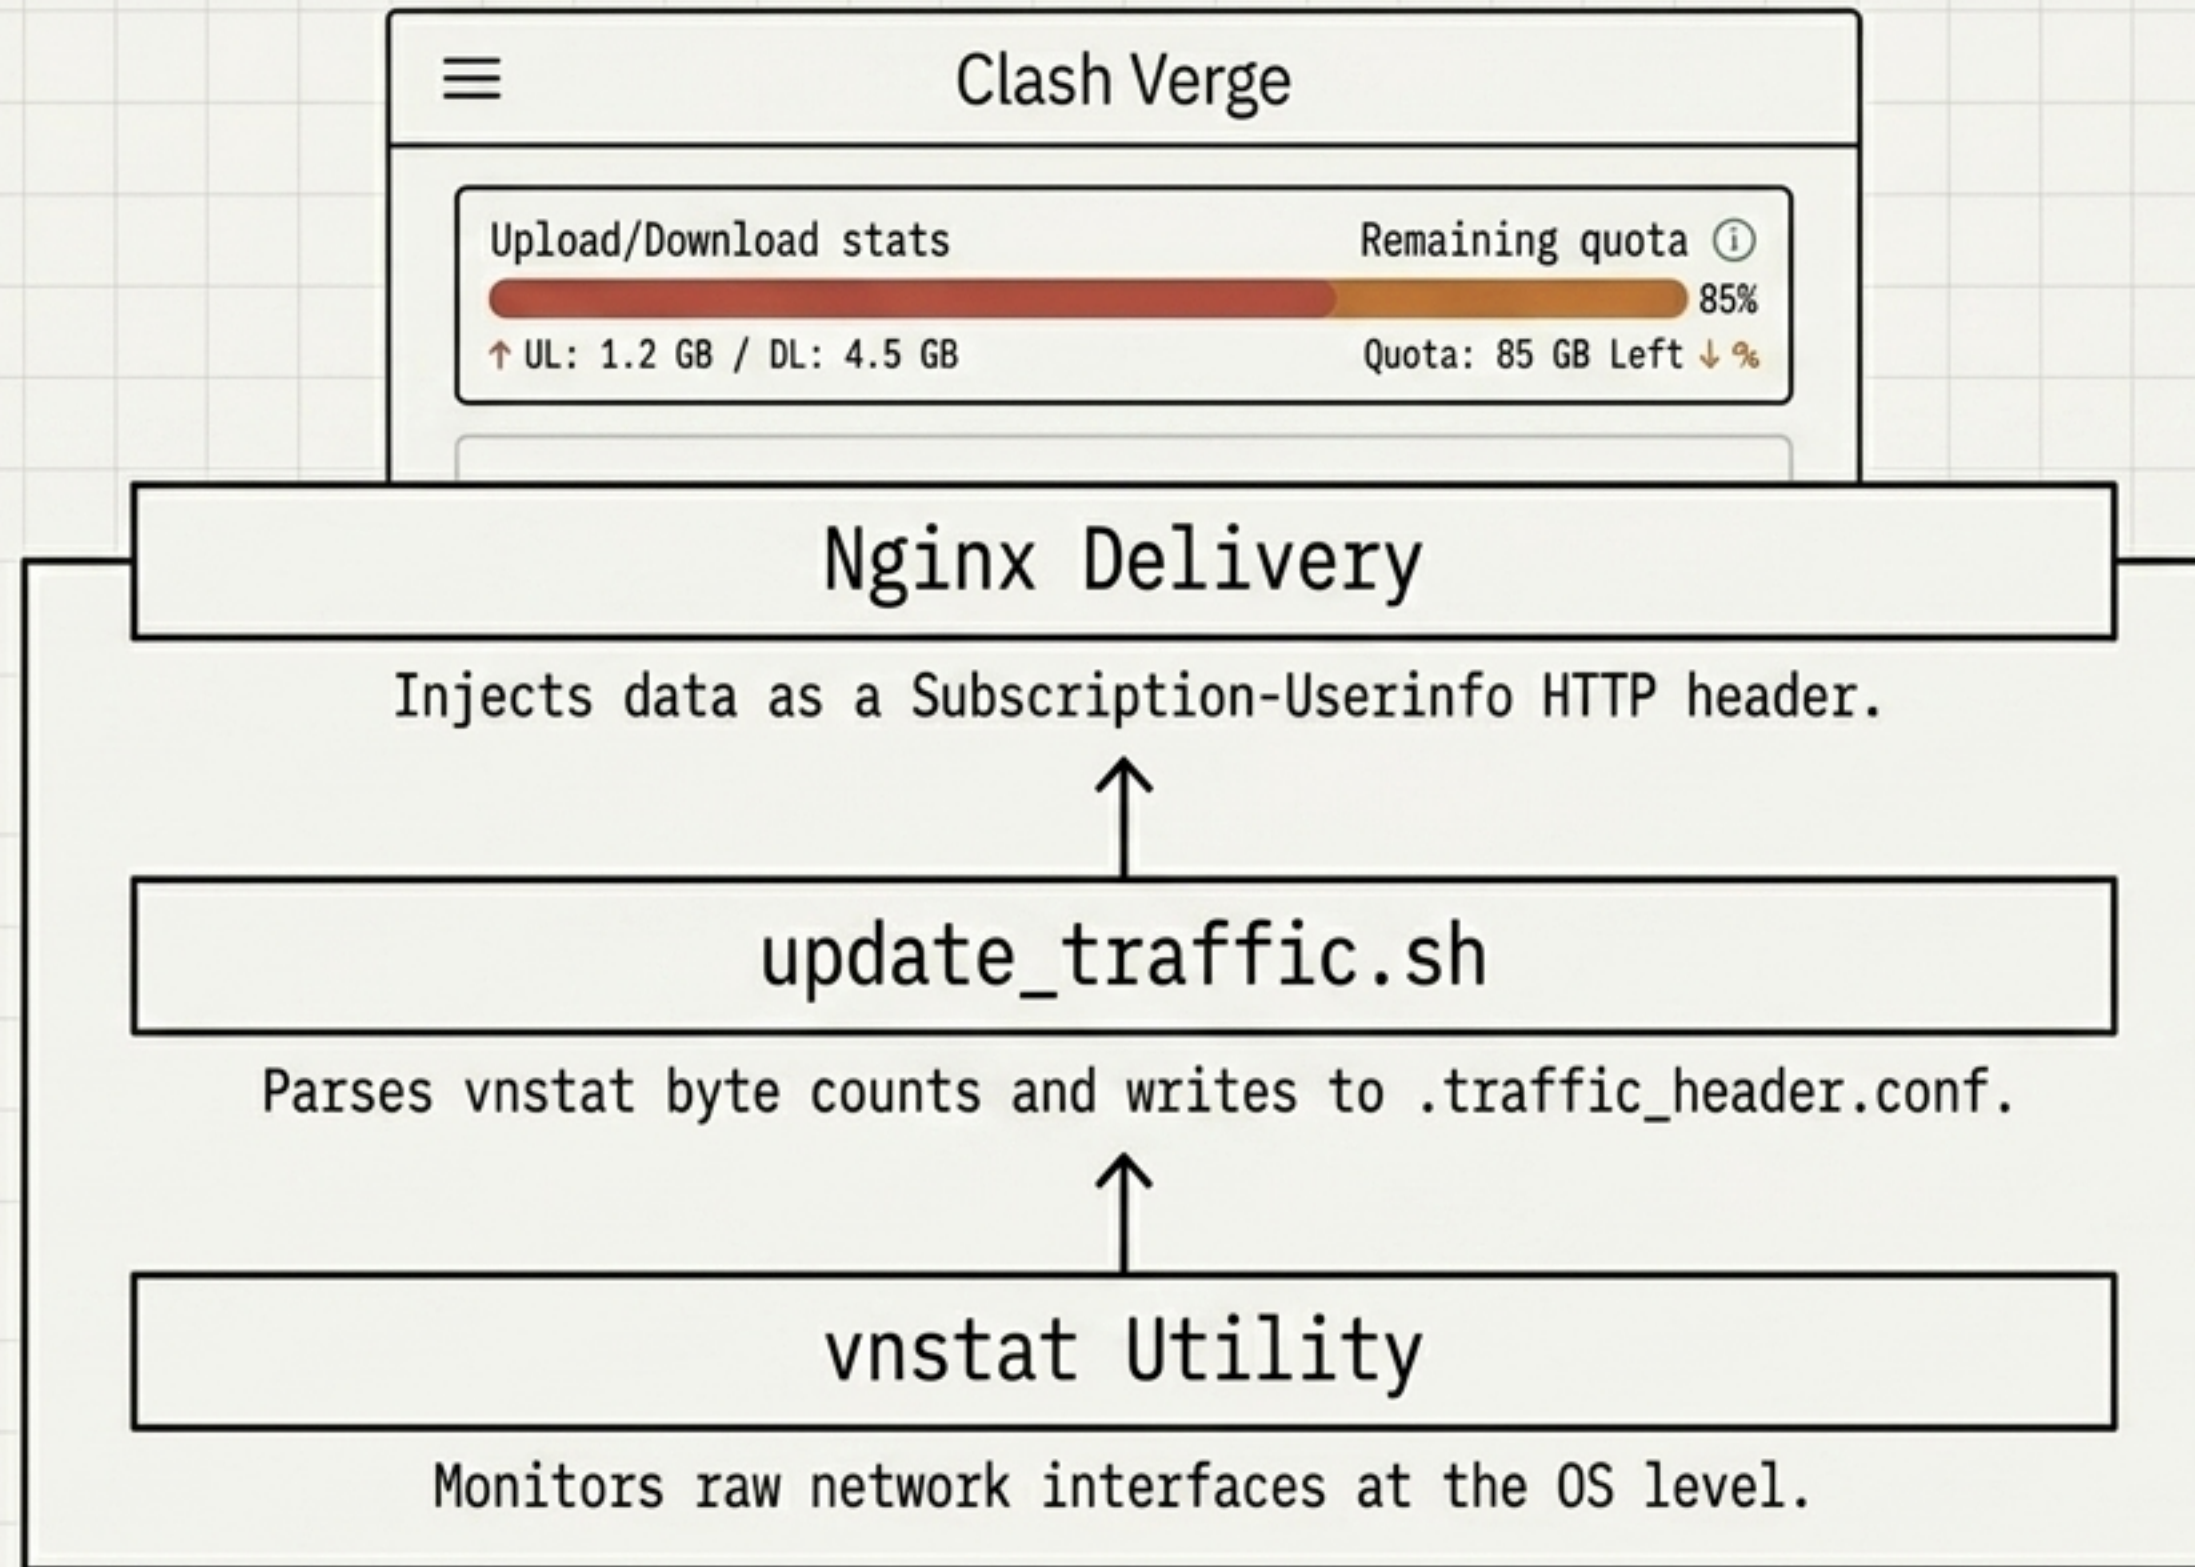 Clash Verge
Upload/Download stats
Remaining quota
85%
↑ UL: 1.2 GB / DL: 4.5 GB
Quota: 85 GB Left ↓ %
Nginx Delivery
Injects data as a Subscription-Userinfo HTTP header.
update_traffic.sh
Parses vnstat byte counts and writes to .traffic_header.conf.
vnstat Utility
Monitors raw network interfaces at the OS level.